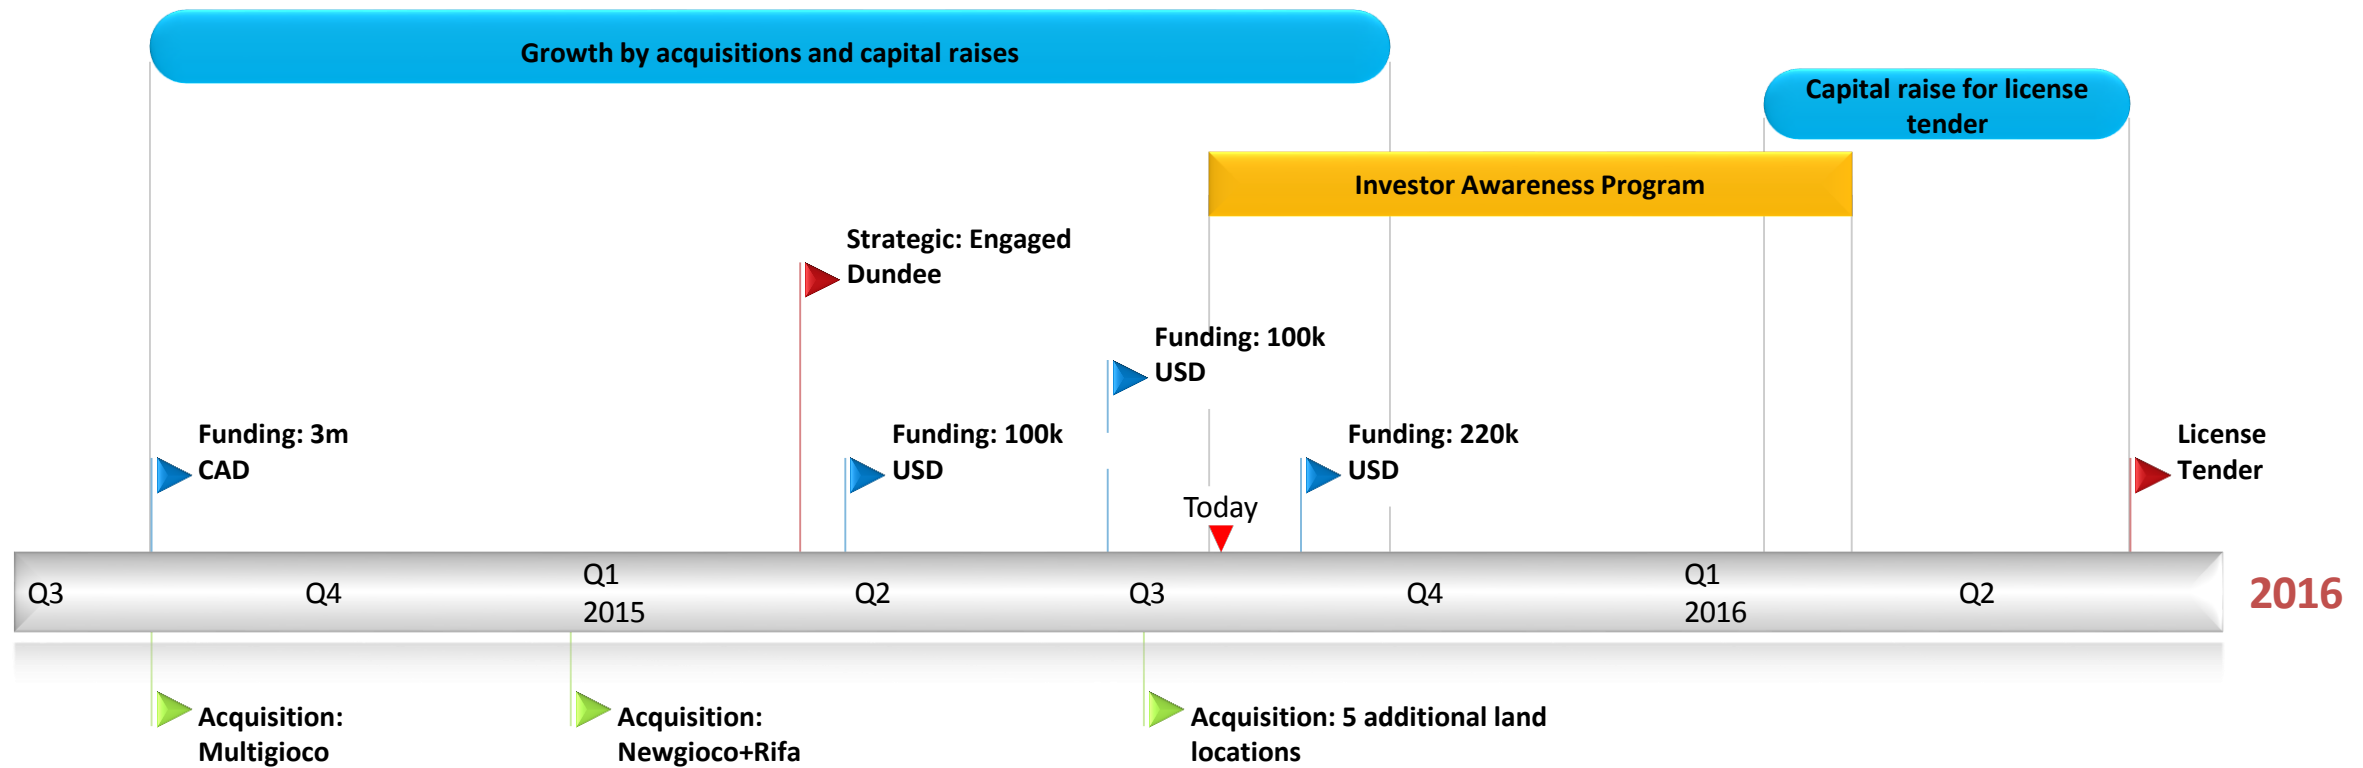 Growth by acquisitions and capital raises
Capital raise for license
tender
Investor Awareness Program
Strategic: Engaged
Dundee
Funding: 100k
USD
Funding: 3m
CAD
Funding: 100k
USD
Funding: 220k
USD
License
Tender
Today
Q3
Q4
Q1
2015
Q2
Q3
Q4
Q1
2016
Q2
2016
Acquisition:
Multigioco
Acquisition:
Newgioco+Rifa
Acquisition: 5 additional land
locations